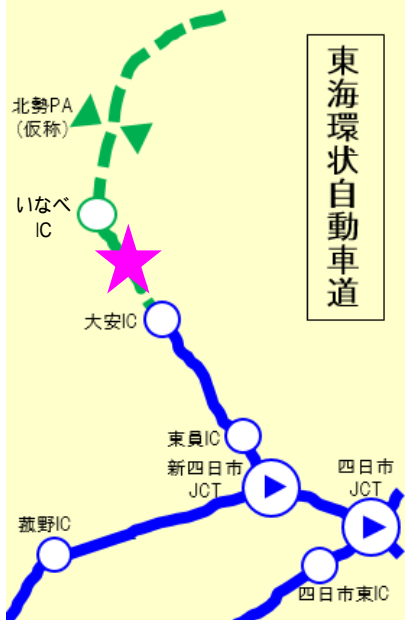 東海環状自動車道
北勢PA
(仮称)
いなべ
IC
大安IC
東員IC
新四日市
JCT
四日市
JCT
菰野IC
四日市東IC